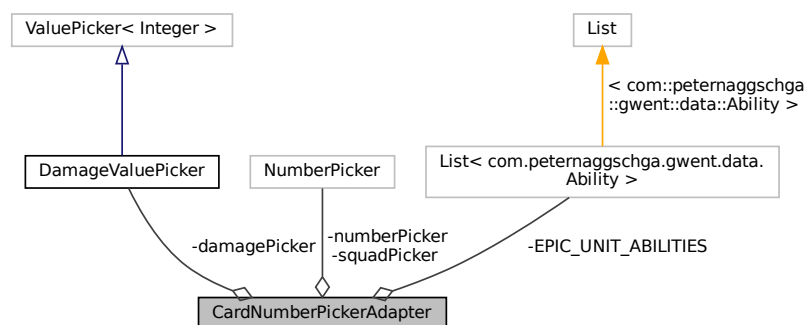 ValuePicker< Integer >
List
< com::peternaggschga
::gwent::data::Ability >
DamageValuePicker
NumberPicker
List< com.peternaggschga.gwent.data.
Ability >
-damagePicker
-numberPicker
-squadPicker
-EPIC_UNIT_ABILITIES
CardNumberPickerAdapter